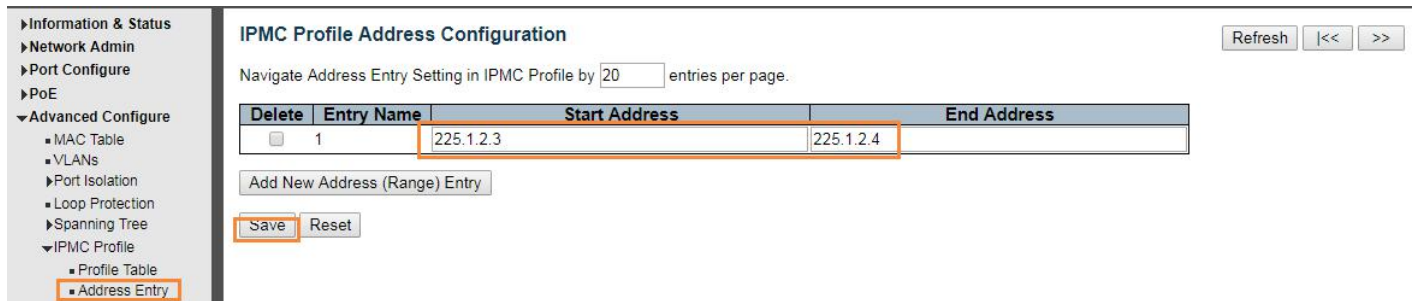 Information & Status
Network Admin
Port Configure
PoE
Advanced Configure
MAC Table
VLANs
Port Isolation
Loop Protection
Spanning Tree
IPMC Profile
Profile Table
Address Entry
IPMC Profile Address Configuration
Refresh |<< >>
Navigate Address Entry Setting in IPMC Profile by 20 entries per page.
Delete Entry Name Start Address End Address
1 225.1.2.3 225.1.2.4
Add New Address (Range) Entry
Save Reset